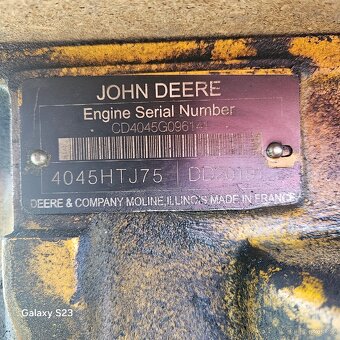 JOHN DEERE
Engine Serial Number
4045HTJ75
DEERE & COMPANY MOLINE, ILLINOIS MADE IN FRANCE
Galaxy S23